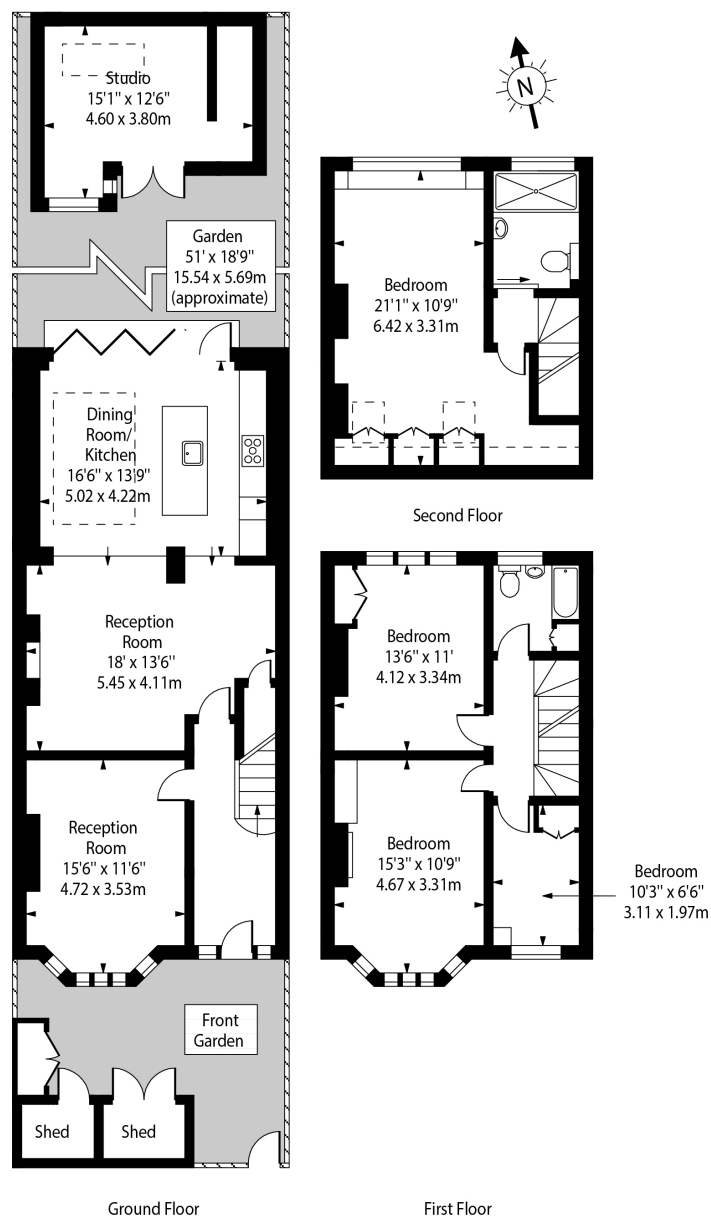 Studio
15'1" x 12'6"
4.60 x 3.80m
N
Garden
51' x 18'9"
15.54 x 5.69m
(approximate)
Bedroom
21'1" x 10'9"
6.42 x 3.31m
Dining
Room/
Kitchen
16'6" x 13'9"
5.02 x 4.22m
Second Floor
Reception
Room
18' x 13'6"
5.45 x 4.11m
Bedroom
13'6" x 11'
4.12 x 3.34m
Reception
Room
15'6" x 11'6"
4.72 x 3.53m
Bedroom
15'3" x 10'9"
4.67 x 3.31m
Bedroom
10'3" x 6'6"
3.11 x 1.97m
Front
Garden
Shed
Shed
Ground Floor
First Floor